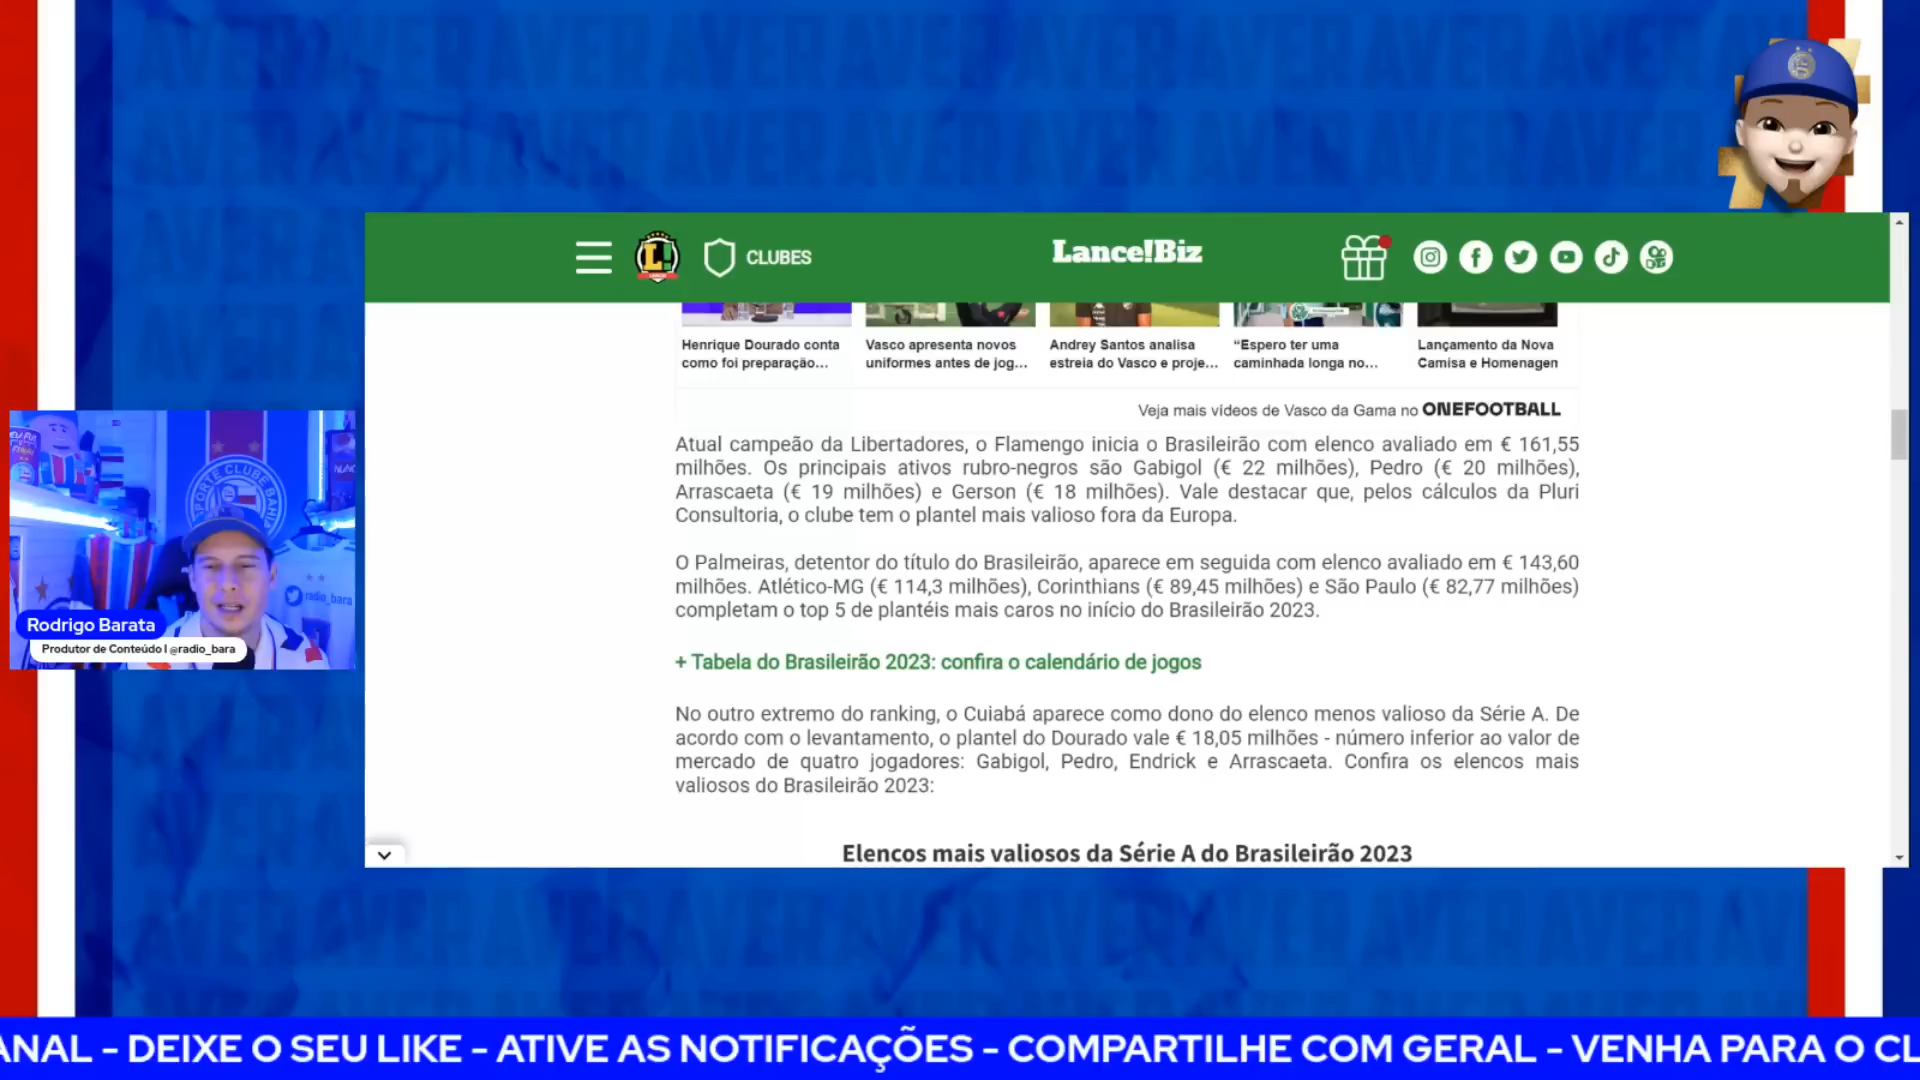 CLUBES
Lance!Biz
Henrique Dourado conta
como foi preparação...
Vasco apresenta novos
uniformes antes de jog...
Andrey Santos analisa
estreia do Vasco e proje...
“Espero ter uma
caminhada longa no...
Lançamento da Nova
Camisa e Homenagen
Veja mais vídeos de Vasco da Gama no ONEFOOTBALL
Atual campeão da Libertadores, o Flamengo inicia o Brasileirão com elenco avaliado em € 161,55
milhões. Os principais ativos rubro-negros são Gabigol (€ 22 milhões), Pedro (€ 20 milhões),
Arrascaeta (€ 19 milhões) e Gerson (€ 18 milhões). Vale destacar que, pelos cálculos da Pluri
Consultoria, o clube tem o plantel mais valioso fora da Europa.
O Palmeiras, detentor do título do Brasileirão, aparece em seguida com elenco avaliado em € 143,60
milhões. Atlético-MG (€ 114,3 milhões), Corinthians (€ 89,45 milhões) e São Paulo (€ 82,77 milhões)
completam o top 5 de plantéis mais caros no início do Brasileirão 2023.
+ Tabela do Brasileirão 2023: confira o calendário de jogos
No outro extremo do ranking, o Cuiabá aparece como dono do elenco menos valioso da Série A. De
acordo com o levantamento, o plantel do Dourado vale € 18,05 milhões - número inferior ao valor de
mercado de quatro jogadores: Gabigol, Pedro, Endrick e Arrascaeta. Confira os elencos mais
valiosos do Brasileirão 2023:
Elencos mais valiosos da Série A do Brasileirão 2023
radio_bara
Rodrigo Barata
Produtor de Conteúdo | @radio_bara
ANAL - DEIXE O SEU LIKE - ATIVE AS NOTIFICAÇÕES - COMPARTILHE COM GERAL - VENHA PARA O CL